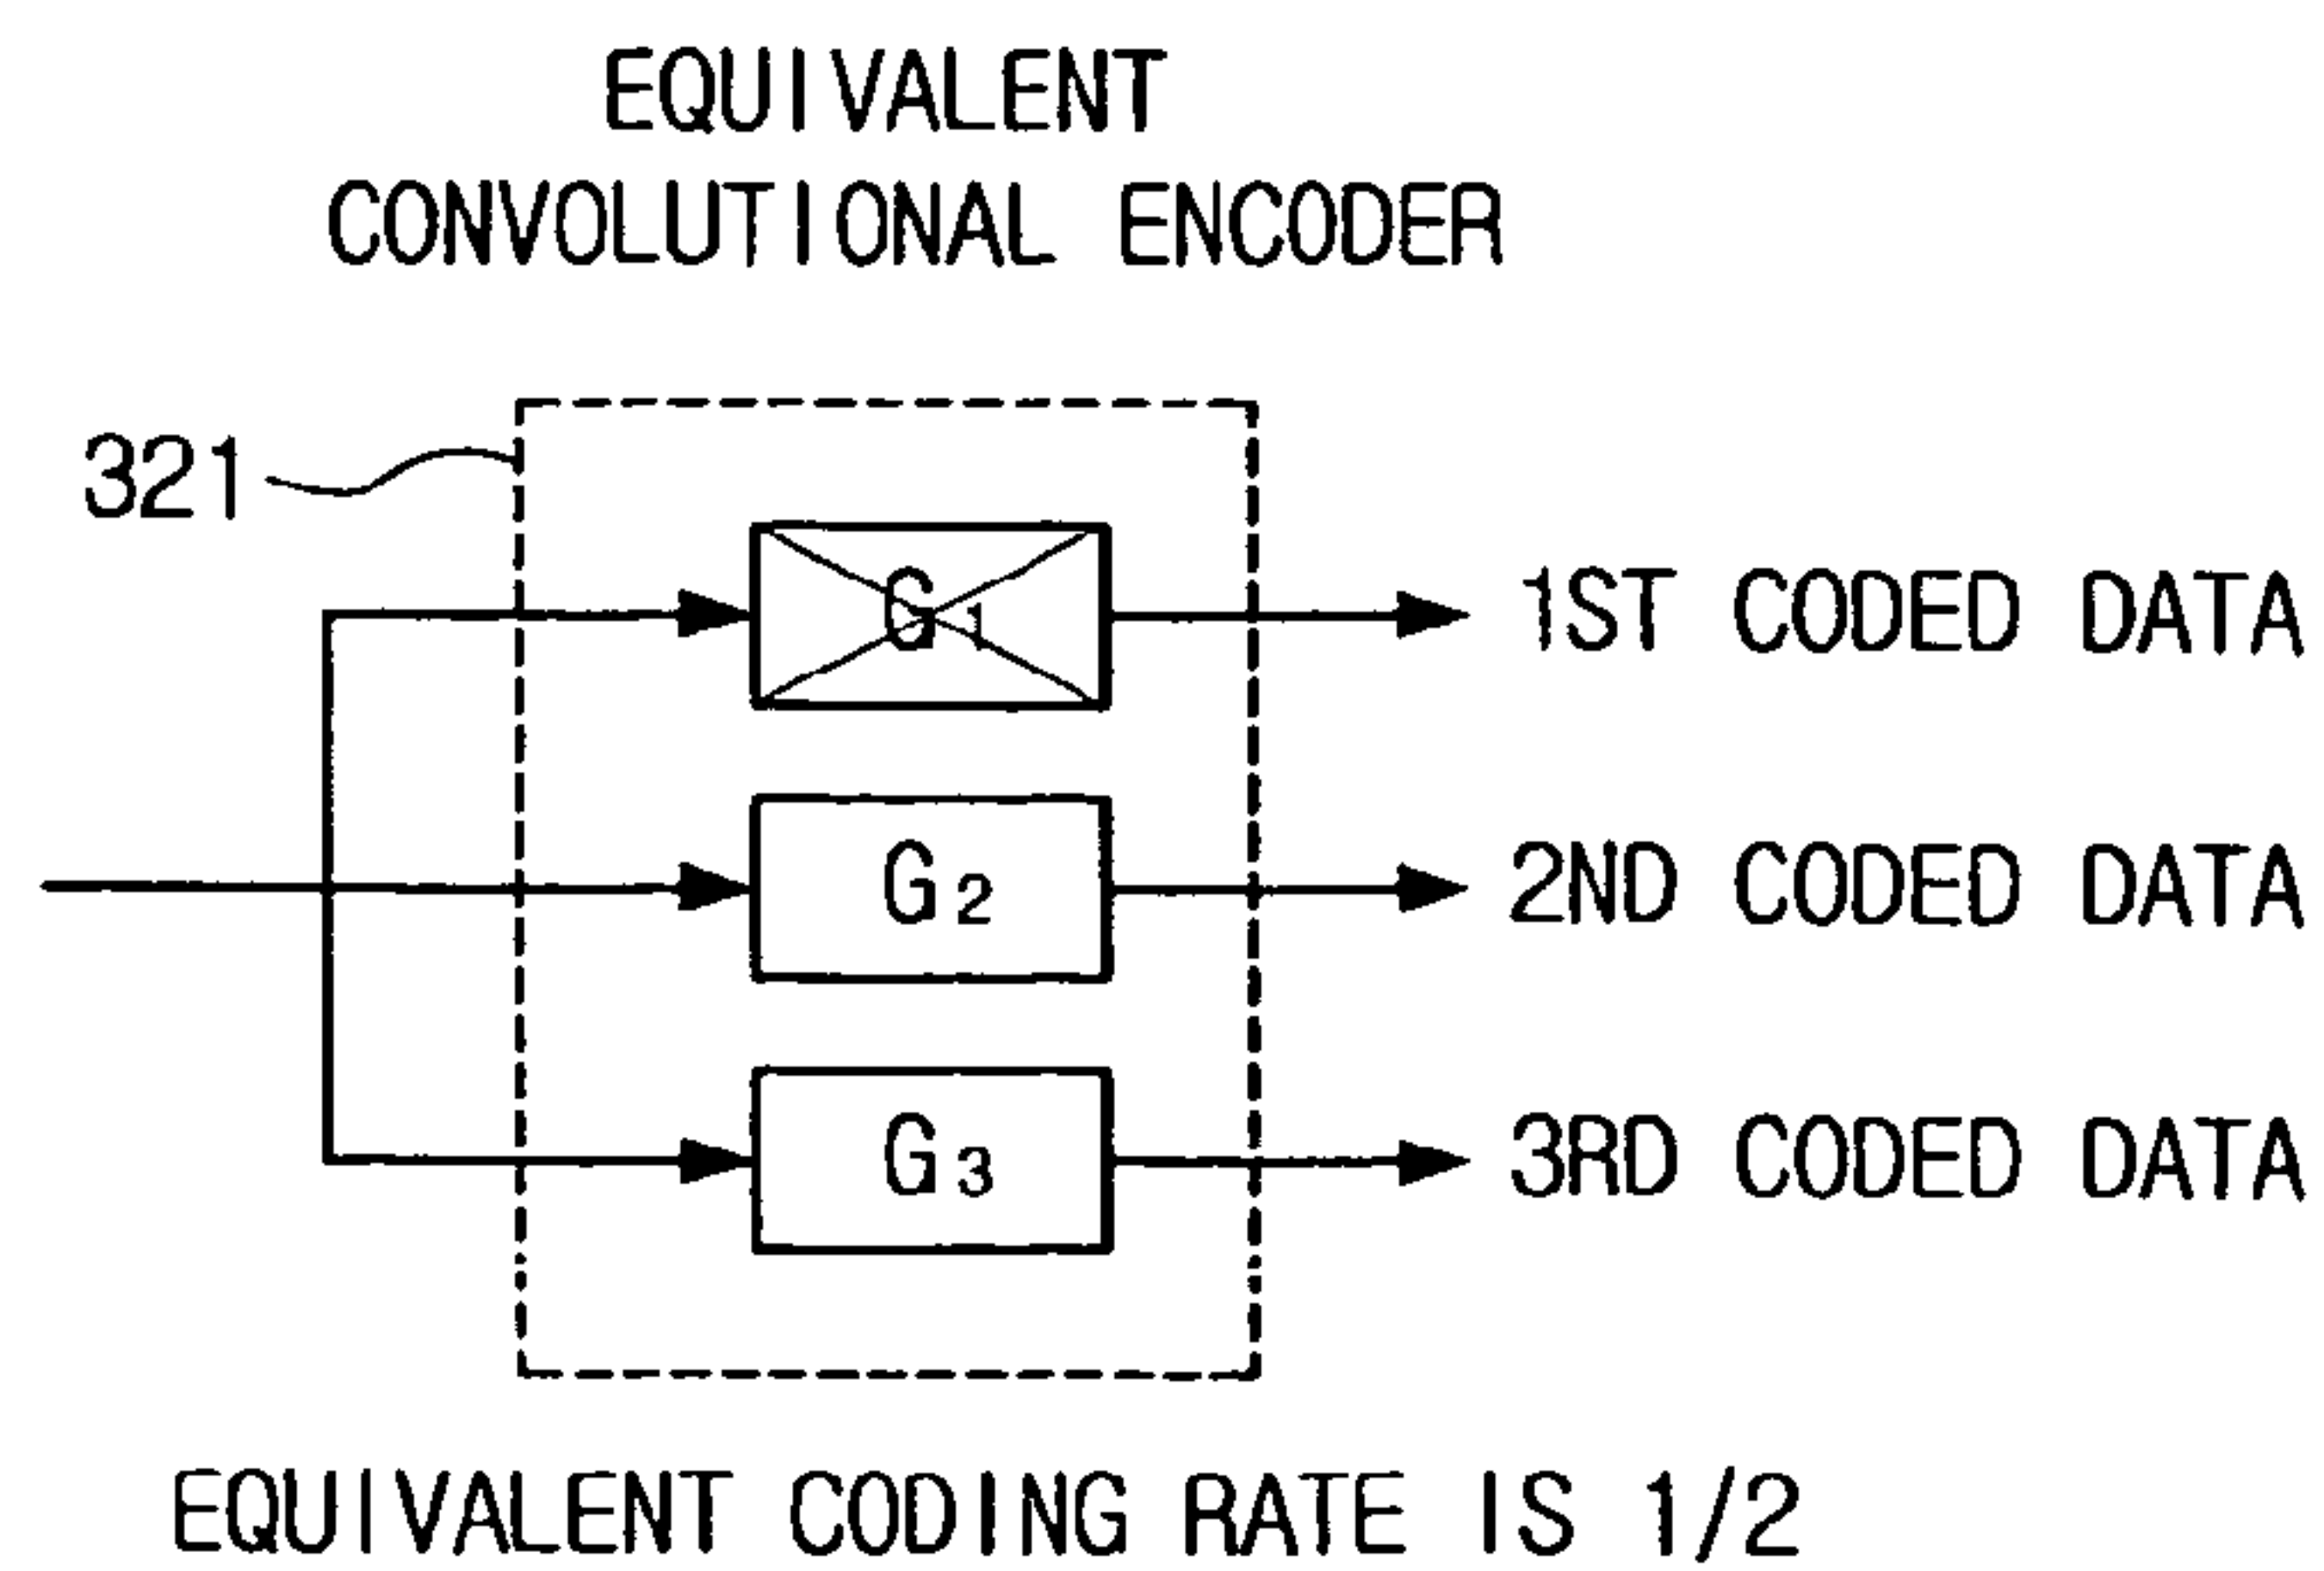 EQUIVALENT
CONVOLUTIONAL ENCODER
321
G1
1ST CODED DATA
G2
2ND CODED DATA
G3
3RD CODED DATA
EQUIVALENT CODING RATE IS 1/2